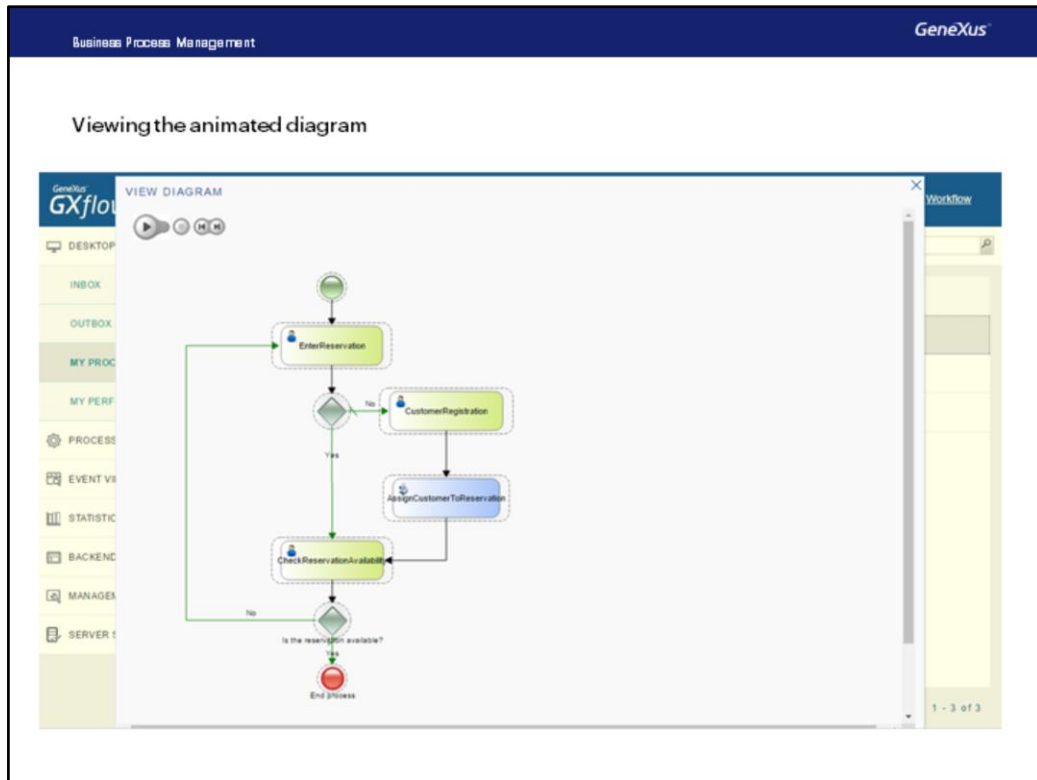 Business Process Management
GeneXus
Viewing the animated diagram
GeneXus
GXflow
VIEW DIAGRAM
Workflow
DESKTOP
INBOX
OUTBOX
MY PROC
MY PERF
PROCESS
EVENT VI
STATISTIC
BACKEND
MANAGEM
SERVER S
EnterReservation
No
CustomerRegistration
Yes
AssignCustomerToReservation
CheckReservationAvailability
No
Is the reservation available?
Yes
End process
1 - 3 of 3